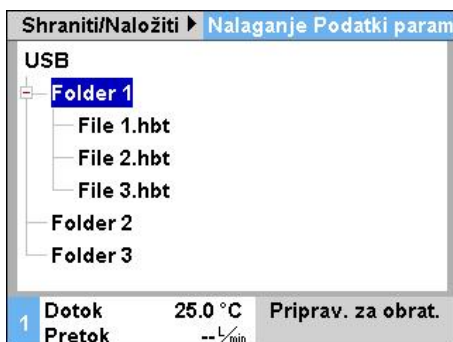 Shraniti/Naložiti ▶ Nalaganje Podatki param
USB
Folder 1
File 1.hbt
File 2.hbt
File 3.hbt
Folder 2
Folder 3
1 Dotok 25.0 °C Priprav. za obrat.
Pretok -- L/min